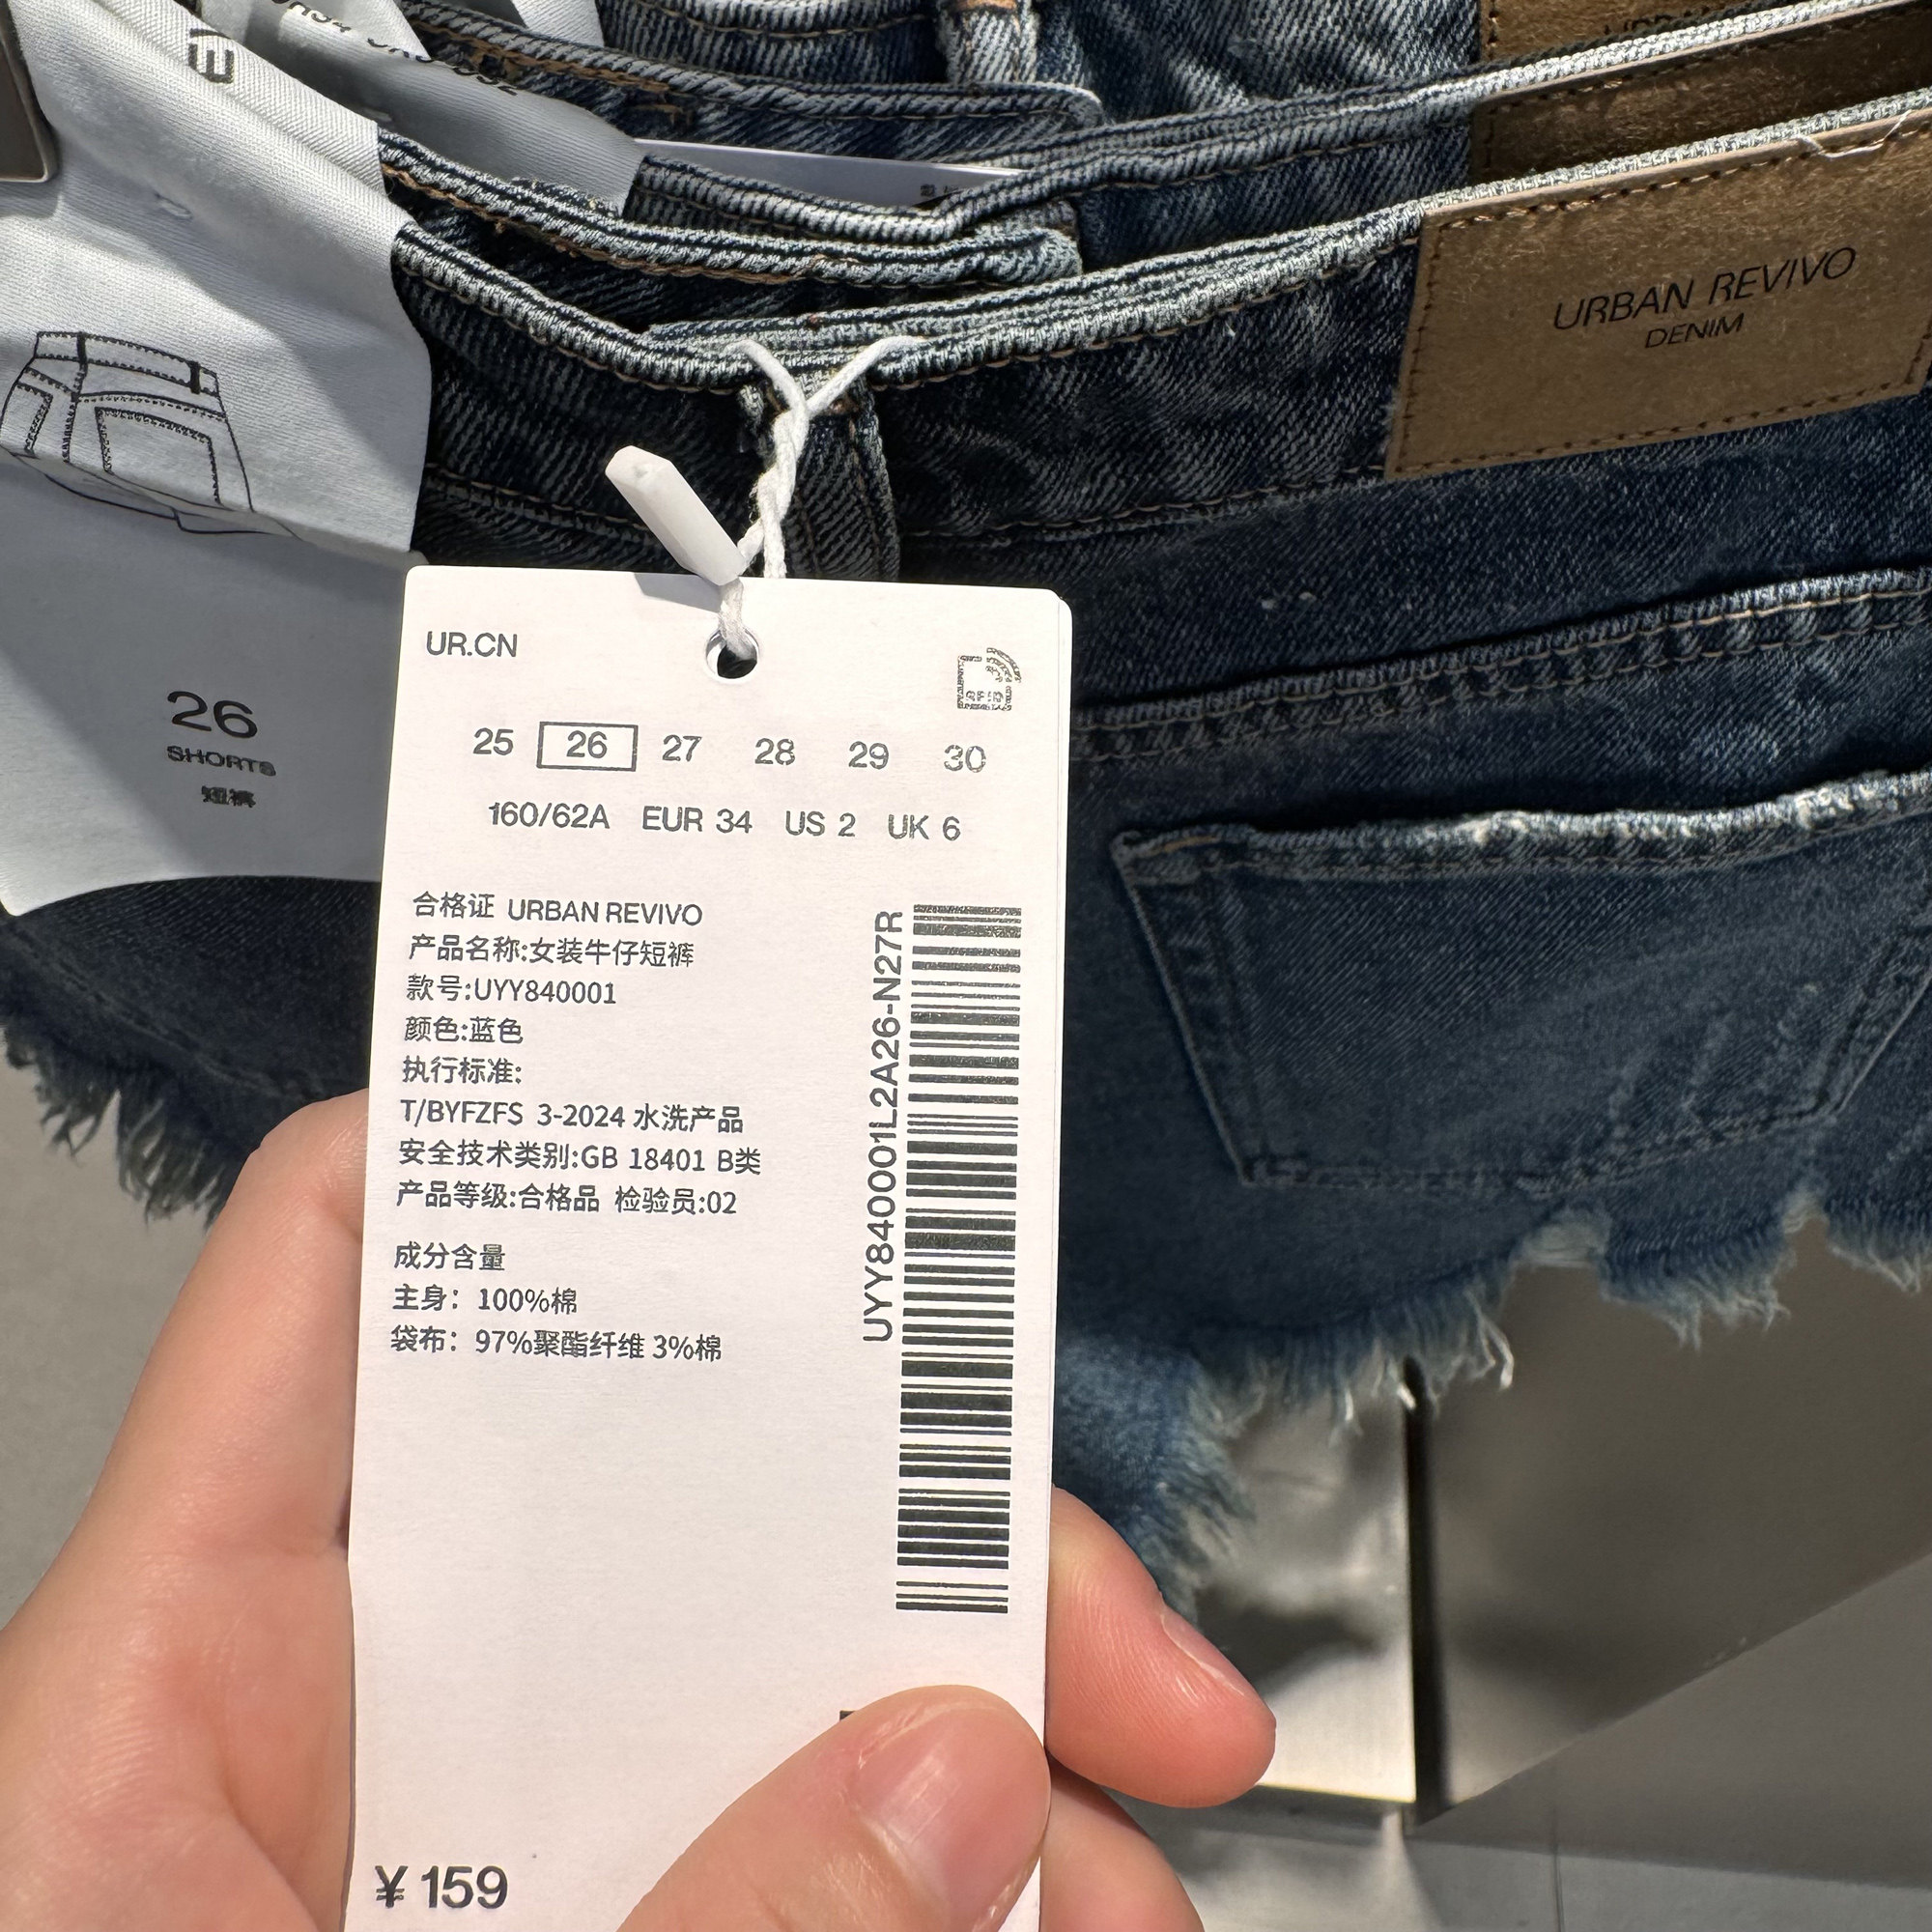 URBAN REVIVO
DENIM
26
SHORTS
短裤
UR.CN
RFID
25 26 27 28 29 30
160/62A EUR 34 US 2 UK 6
合格证 URBAN REVIVO
产品名称:女装牛仔短裤
款号:UYY840001
颜色:蓝色
执行标准:
T/BYFZFS 3-2024 水洗产品
安全技术类别:GB 18401 B类
产品等级:合格品 检验员:02
成分含量
主身：100%棉
袋布：97%聚酯纤维 3%棉
UYY840001L2A26-N27R
¥ 159